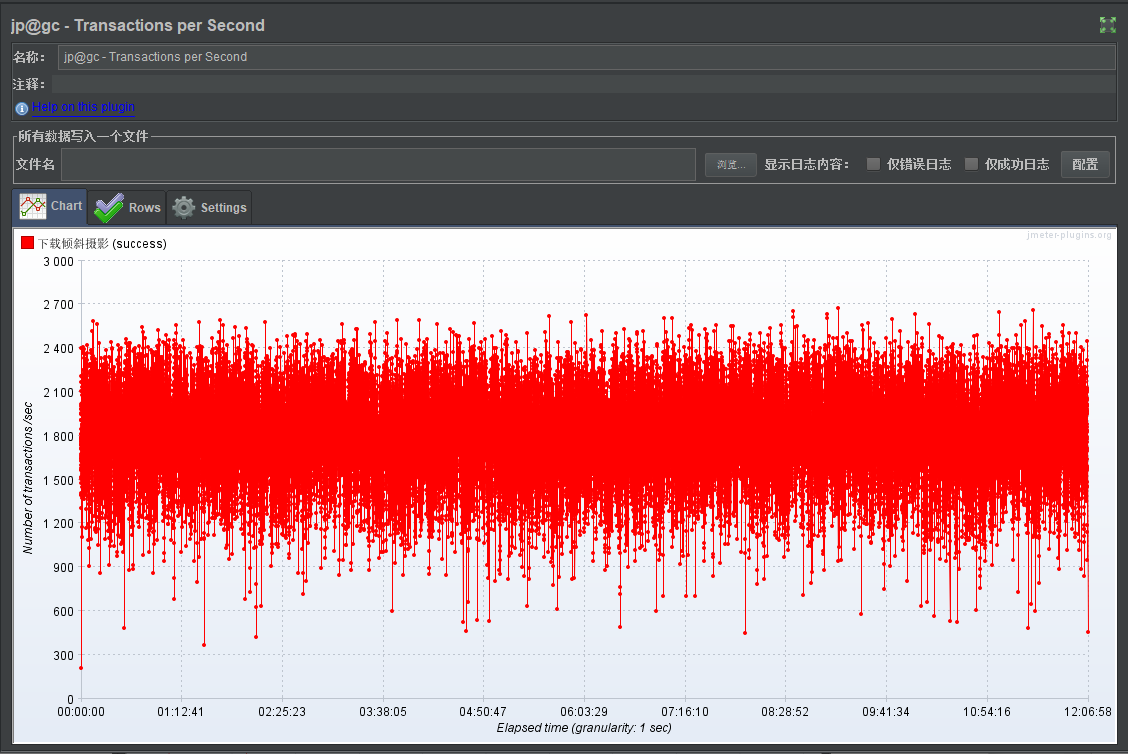 jp@gc - Transactions per Second
名称： jp@gc - Transactions per Second
注释：
Help on this plugin
所有数据写入一个文件
文件名 浏览... 显示日志内容： 仅错误日志 仅成功日志 配置
Chart Rows Settings
jmeter-plugins.org
下载倾斜摄影 (success)
3 000
2 700
2 400
2 100
1 800
1 500
1 200
900
600
300
0
Number of transactions /sec
00:00:00 01:12:41 02:25:23 03:38:05 04:50:47 06:03:29 07:16:10 08:28:52 09:41:34 10:54:16 12:06:58
Elapsed time (granularity: 1 sec)